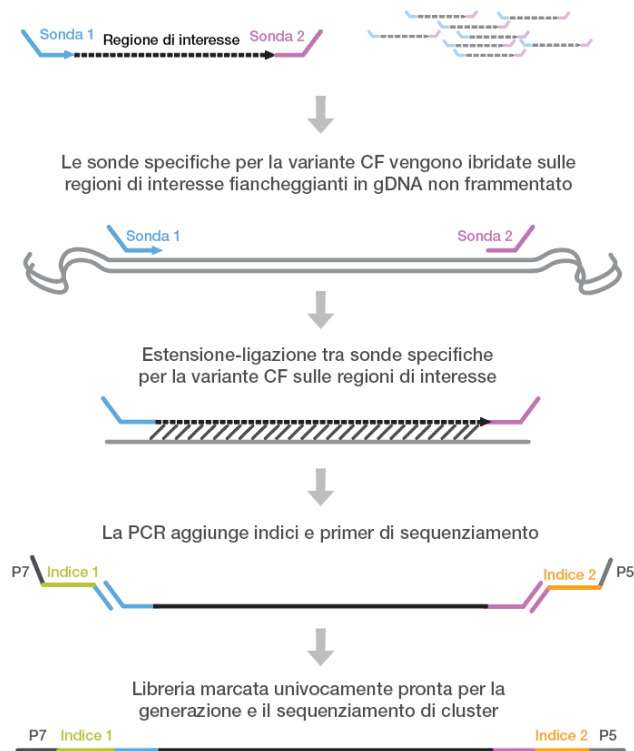 Sonda 1 Regione di interesse Sonda 2
Le sonde specifiche per la variante CF vengono ibridate sulle
regioni di interesse fiancheggianti in gDNA non frammentato
Sonda 1 Sonda 2
Estensione-ligazione tra sonde specifiche
per la variante CF sulle regioni di interesse
La PCR aggiunge indici e primer di sequenziamento
P7 Indice 1 Indice 2 P5
Libreria marcata univocamente pronta per la
generazione e il sequenziamento di cluster
P7 Indice 1 Indice 2 P5